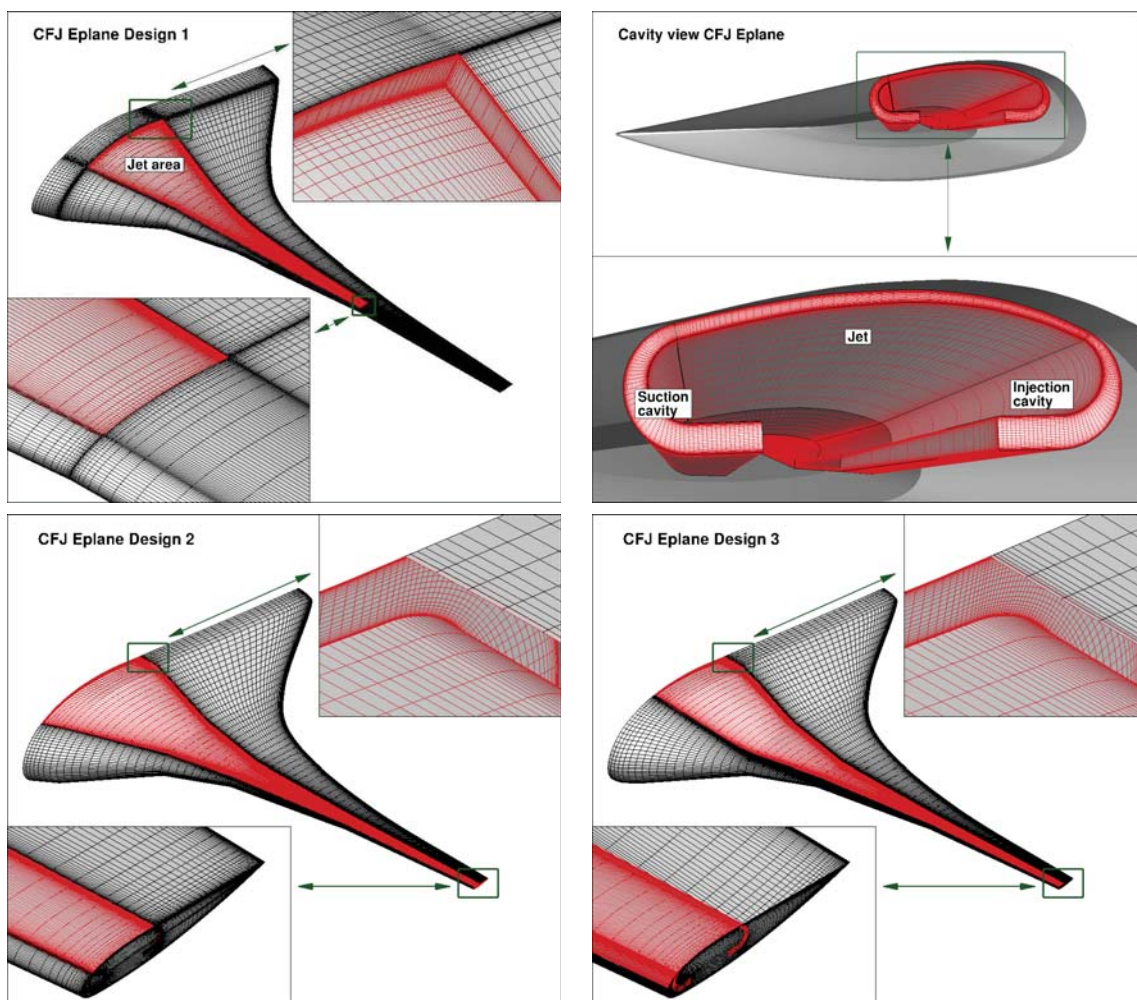 CFJ Eplane Design 1
Jet area
Cavity view CFJ Eplane
Jet
Suction
cavity
Injection
cavity
CFJ Eplane Design 2
CFJ Eplane Design 3